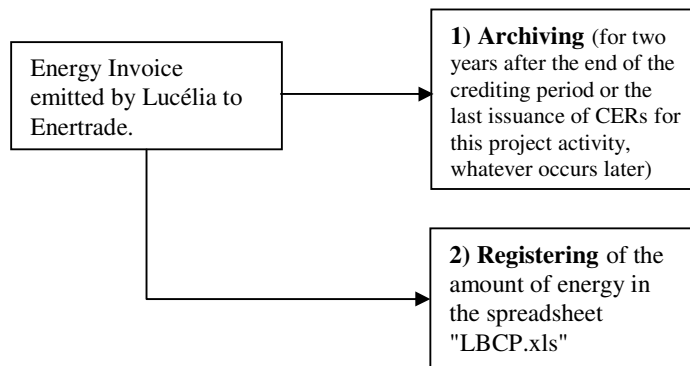 Energy Invoice
emitted by Lucélia to
Enertrade.
1) Archiving (for two
years after the end of the
crediting period or the
last issuance of CERs for
this project activity,
whatever occurs later)
2) Registering of the
amount of energy in
the spreadsheet
"LBCP.xls"